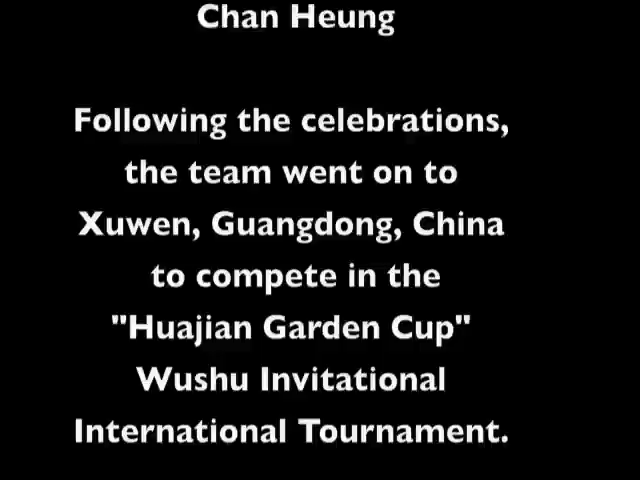 Chan Heung
Following the celebrations,
the team went on to
Xuwen, Guangdong, China
to compete in the
"Huajian Garden Cup"
Wushu Invitational
International Tournament.